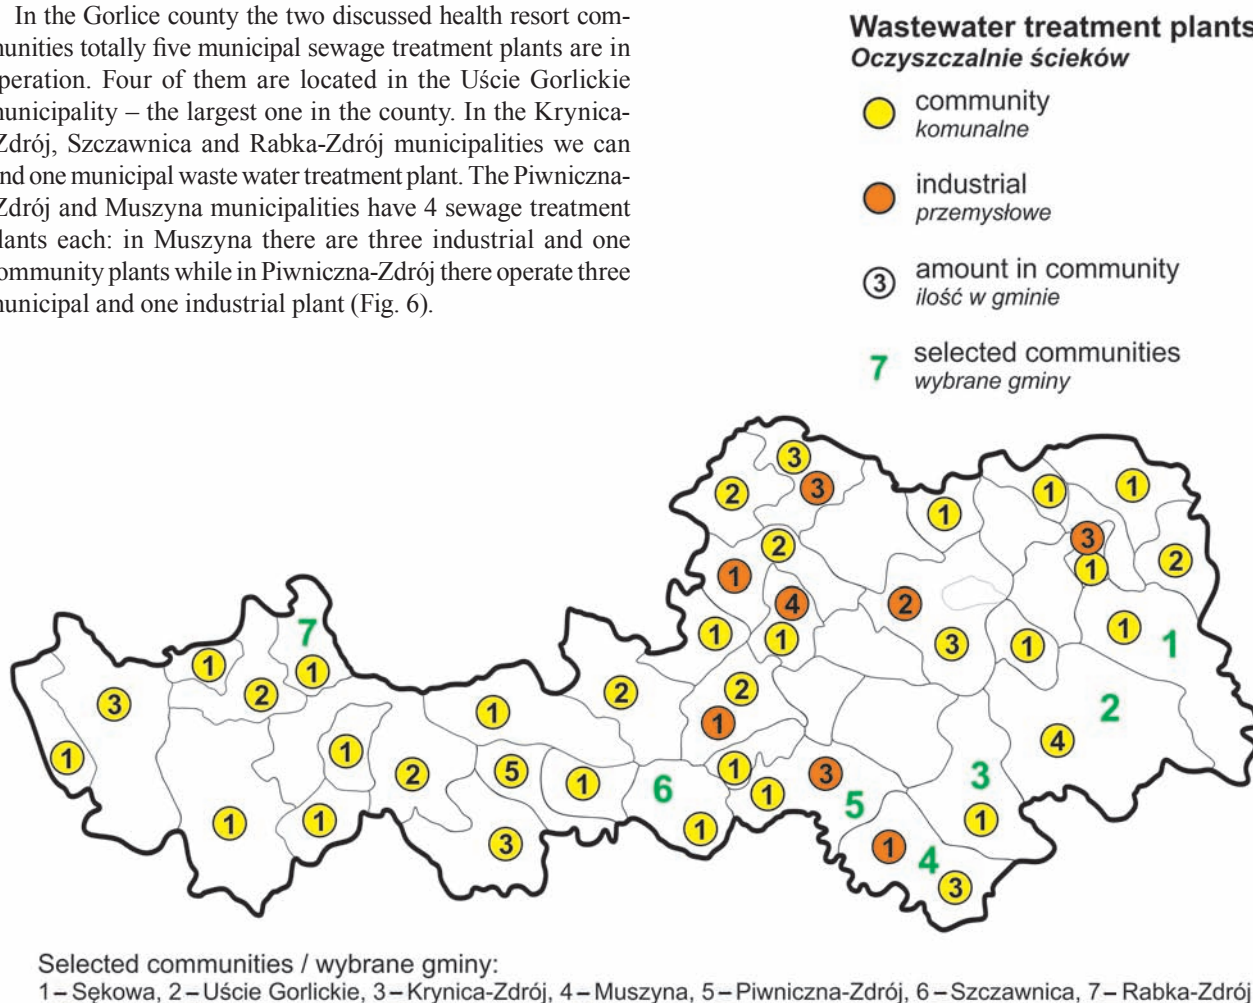 In the Gorlice county the two discussed health resort com-
munities totally five municipal sewage treatment plants are in
peration. Four of them are located in the Uście Gorlickie
municipality – the largest one in the county. In the Krynica-
Zdrój, Szczawnica and Rabka-Zdrój municipalities we can
nd one municipal waste water treatment plant. The Piwniczna-
Zdrój and Muszyna municipalities have 4 sewage treatment
lants each: in Muszyna there are three industrial and one
ommunity plants while in Piwniczna-Zdrój there operate three
municipal and one industrial plant (Fig. 6).
Wastewater treatment plants
Oczyszczalnie ścieków
community
komunalne
industrial
przemysłowe
3 amount in community
ilość w gminie
7 selected communities
wybrane gminy
3
2 3
1 1 1
2 3
1 2
1 4 2
1 1 3 1 1 1
7
1 1
3 2 2 2
1 1
2
1 1 2 5 1 1 3 4
6 1 5 3
1 1 3 1 1
1 4
3
Selected communities / wybrane gminy:
1 – Sękowa, 2 – Uście Gorlickie, 3 – Krynica-Zdrój, 4 – Muszyna, 5 – Piwniczna-Zdrój, 6 – Szczawnica, 7 – Rabka-Zdrój